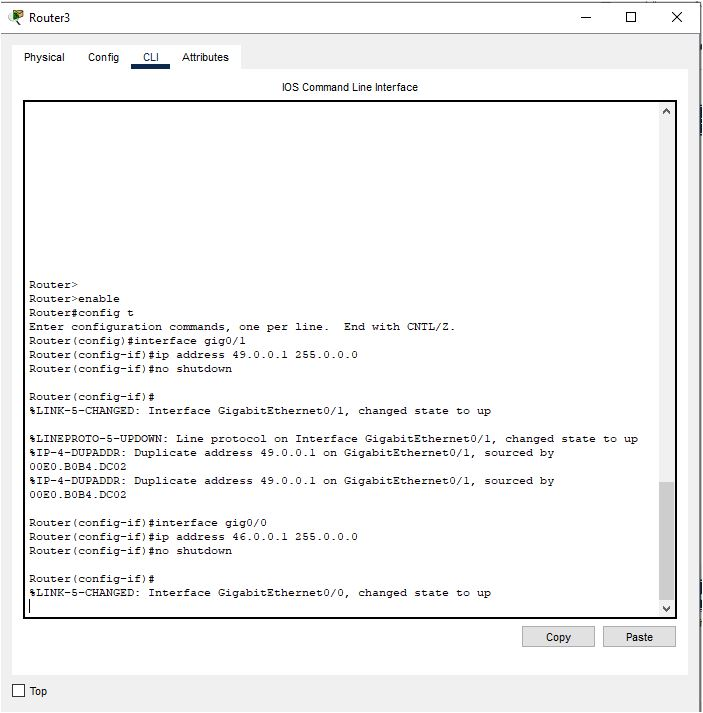 Router3
Physical Config CLI Attributes
IOS Command Line Interface
Router>
Router>enable
Router#config t
Enter configuration commands, one per line.  End with CNTL/Z.
Router(config)#interface gig0/1
Router(config-if)#ip address 49.0.0.1 255.0.0.0
Router(config-if)#no shutdown
Router(config-if)#
%LINK-5-CHANGED: Interface GigabitEthernet0/1, changed state to up
%LINEPROTO-5-UPDOWN: Line protocol on Interface GigabitEthernet0/1, changed state to up
%IP-4-DUPADDR: Duplicate address 49.0.0.1 on GigabitEthernet0/1, sourced by
00E0.B0B4.DC02
%IP-4-DUPADDR: Duplicate address 49.0.0.1 on GigabitEthernet0/1, sourced by
00E0.B0B4.DC02
Router(config-if)#interface gig0/0
Router(config-if)#ip address 46.0.0.1 255.0.0.0
Router(config-if)#no shutdown
Router(config-if)#
%LINK-5-CHANGED: Interface GigabitEthernet0/0, changed state to up
Copy Paste
Top